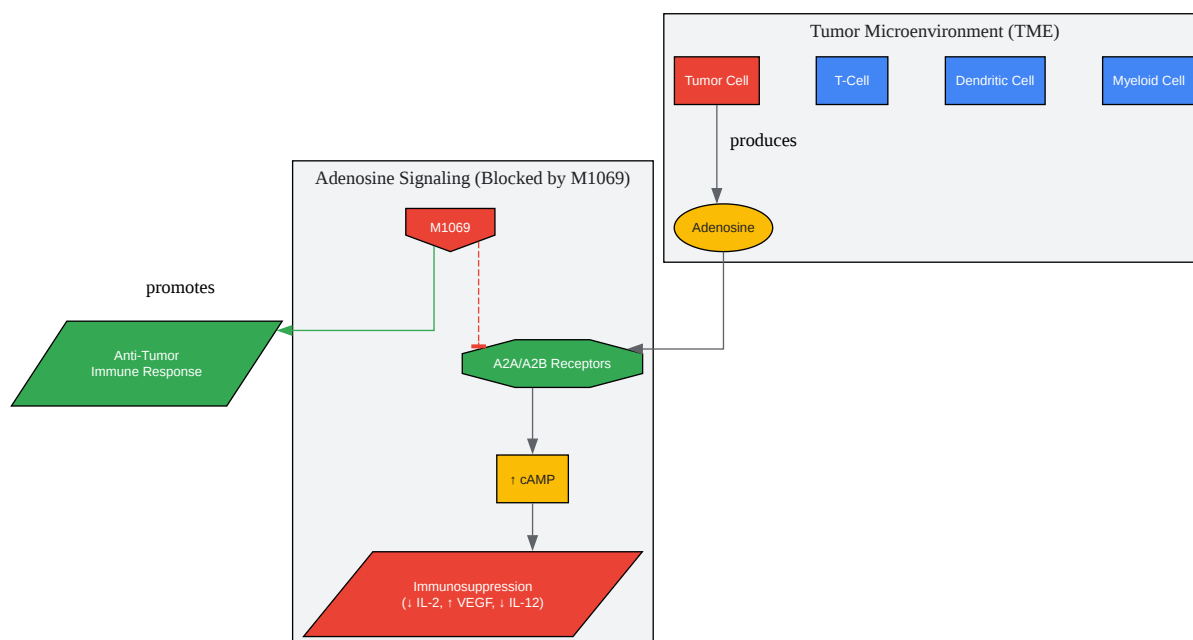 Tumor Microenvironment (TME)
Tumor Cell
T-Cell
Dendritic Cell
Myeloid Cell
produces
Adenosine Signaling (Blocked by M1069)
M1069
Adenosine
promotes
Anti-Tumor
Immune Response
A2A/A2B Receptors
↑ cAMP
Immunosuppression
(↓ IL-2, ↑ VEGF, ↓ IL-12)